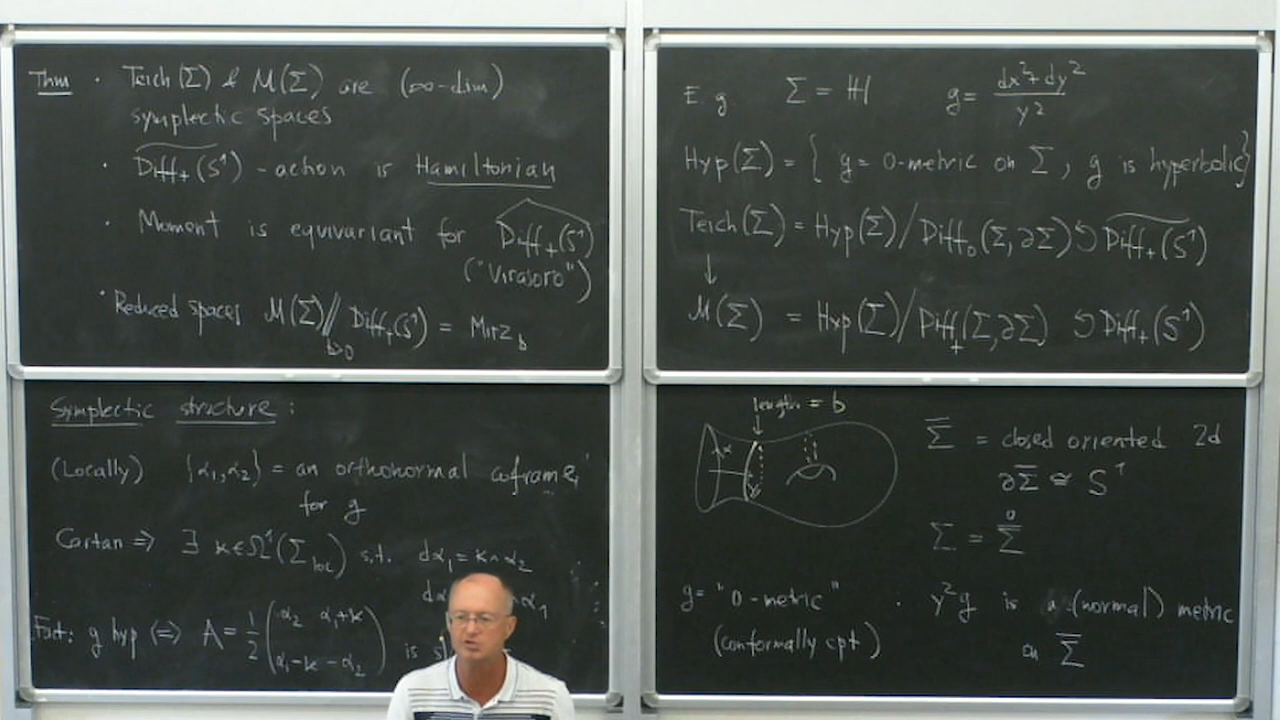 Thm · Teich(Σ) & M(Σ) are (∞-dim)
symplectic spaces
· Diff₊(S¹) - action is Hamiltonian
· Moment is equivariant for Diff₊(S¹)
("Virasoro")
· Reduced spaces M(Σ)//Diff₊(S¹) = Mirz_b
b>0
Symplectic structure:
(Locally) {α₁,α₂} = an orthonormal coframe
for g
Cartan ⇒ ∃ κ∈Ω¹(Σ_loc) s.t. dα₁ = κ∧α₂
α₁
Fact: g hyp ⇔ A = 1/2 (α₂ α₁+κ
α₁-κ -α₂) is
E.g Σ = ℍ g = dx²+dy²
y²
Hyp(Σ) = { g = 0-metric on Σ, g is hyperbolic}
Teich(Σ) = Hyp(Σ)/Diff₀(Σ,∂Σ) ↺ Diff₊(S¹)
↓
M(Σ) = Hyp(Σ)/Diff₊(Σ,∂Σ) ↺ Diff₊(S¹)
length = b
Σ̅ = closed oriented 2d
∂Σ̅ ≅ S¹
Σ = Σ̅°
g = "0-metric" · y²g is a (normal) metric
(conformally cpt) on Σ̅